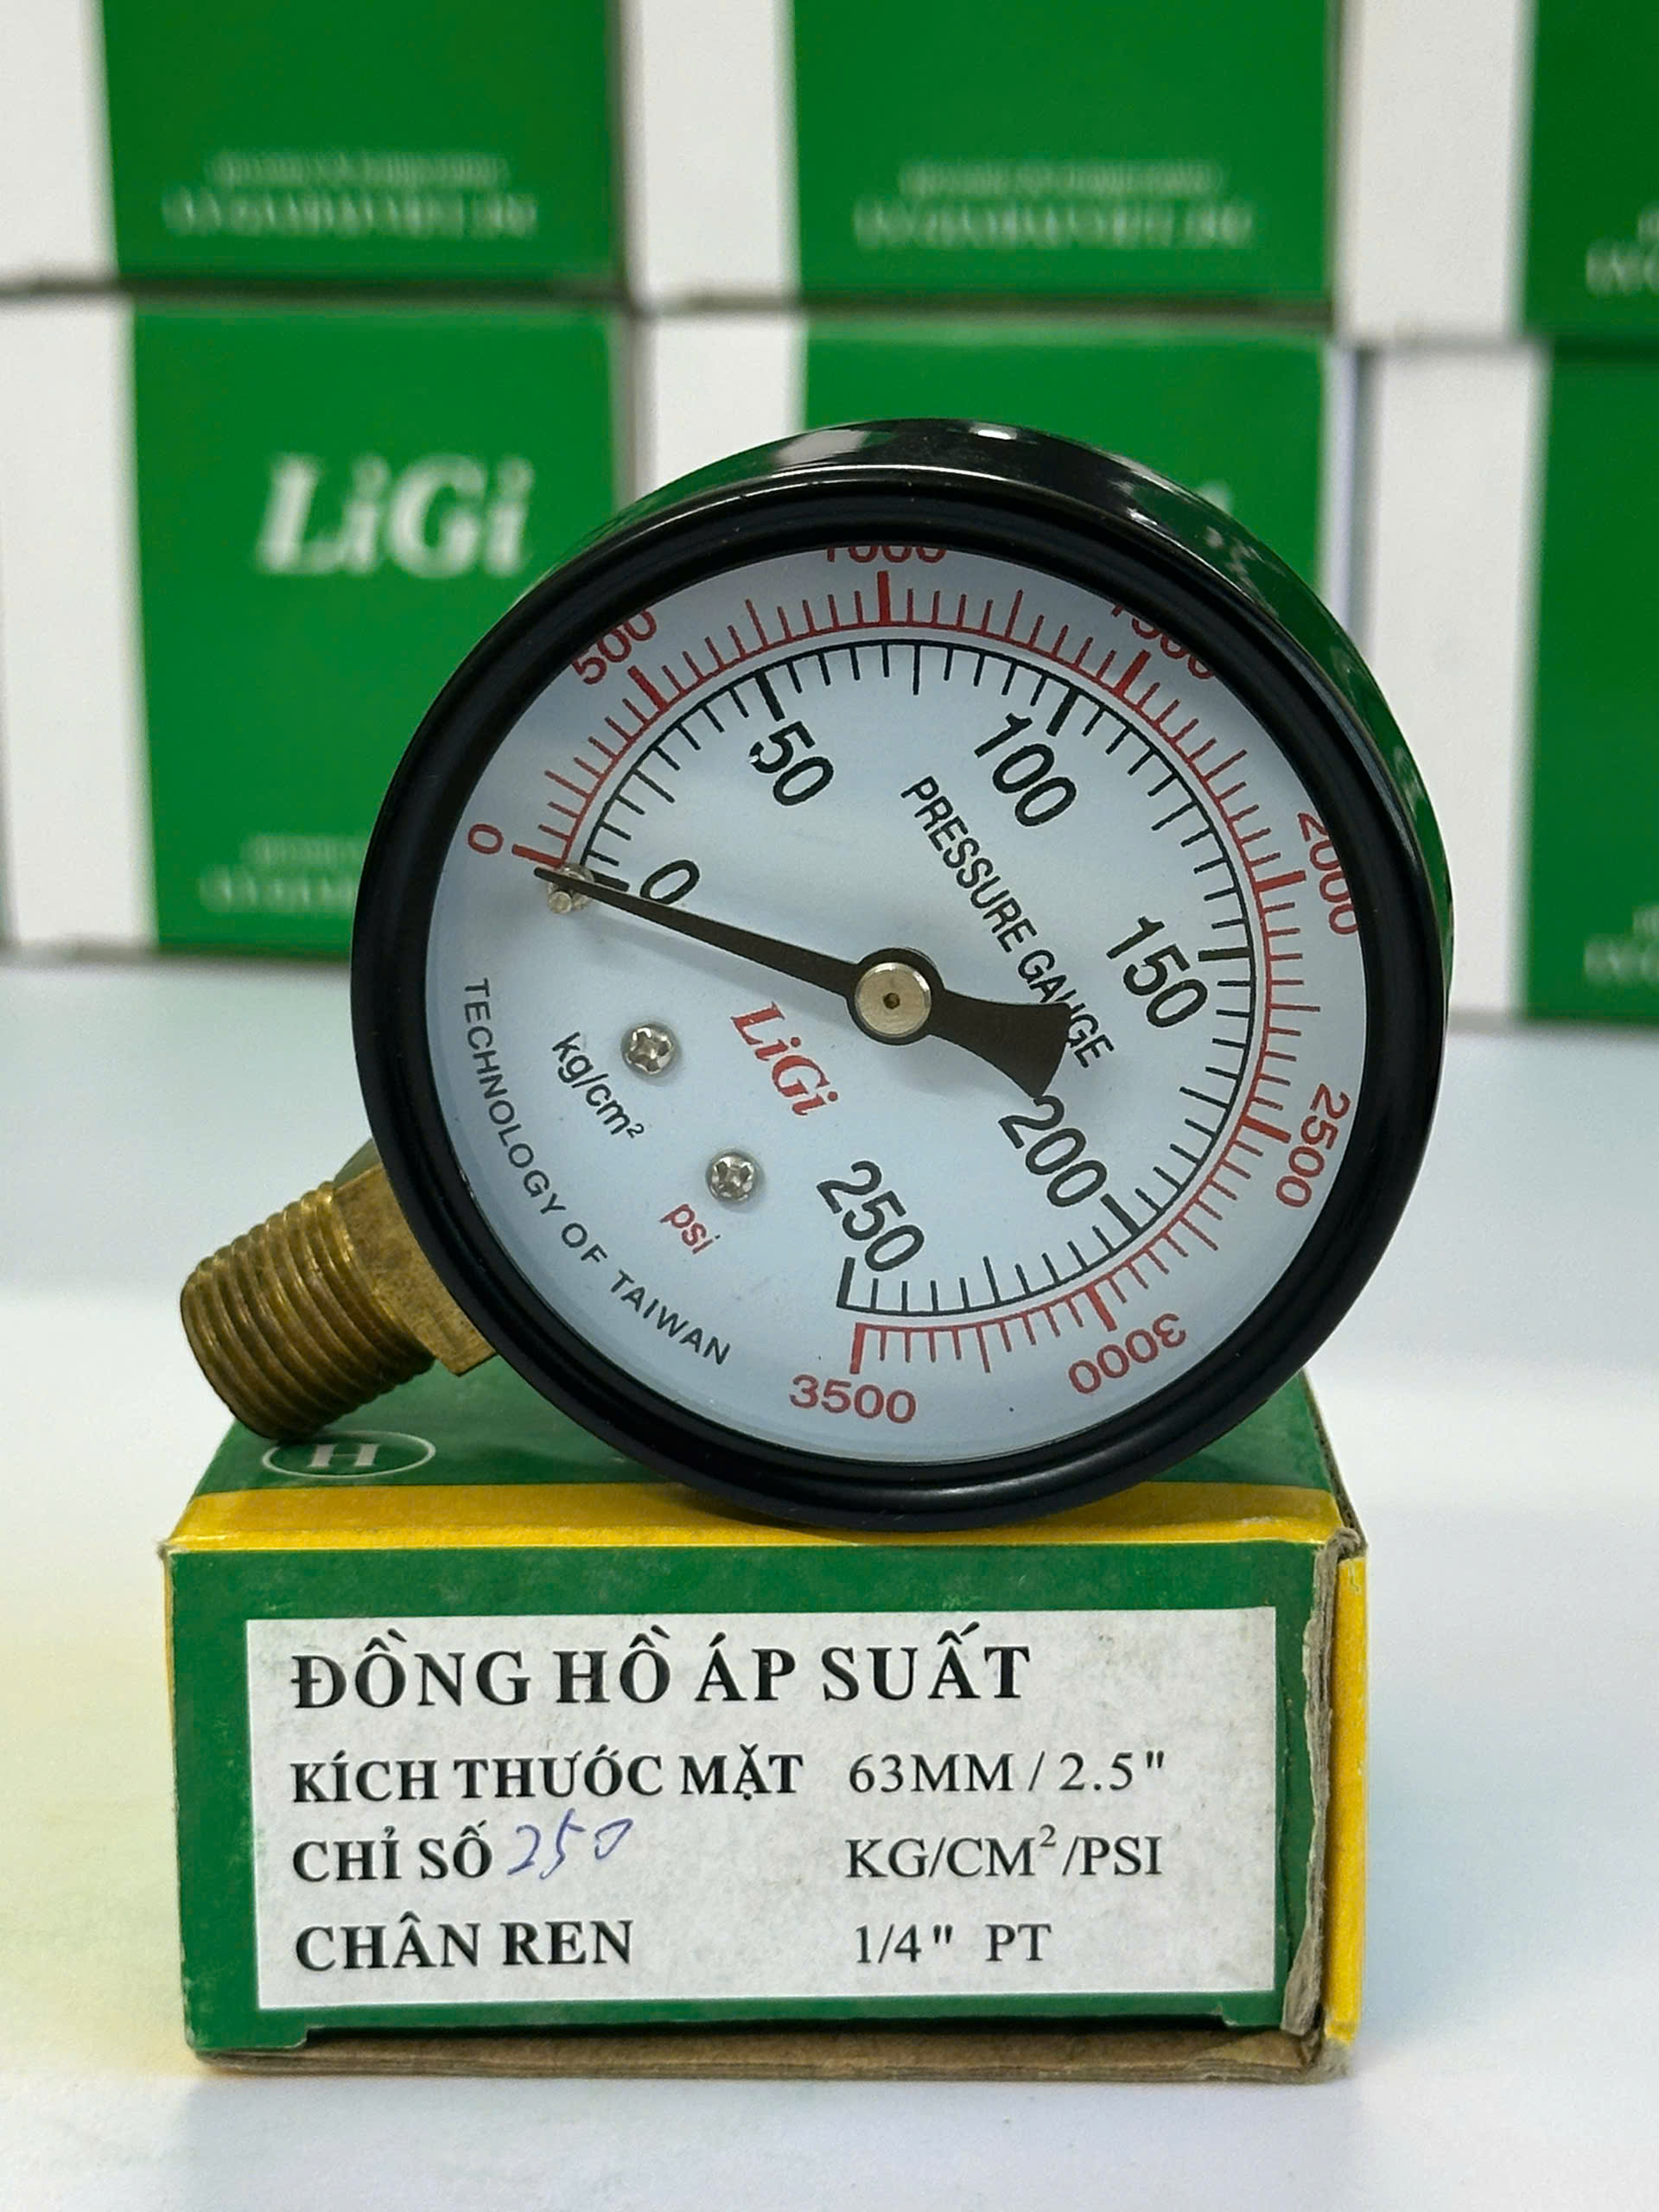 LiGi
500
1000
1500
2000
2500
3000
3500
0
0
50
100
150
200
250
PRESSURE GAUGE
LiGi
kg/cm²
psi
TECHNOLOGY OF TAIWAN
H
ĐỒNG HỒ ÁP SUẤT
KÍCH THƯỚC MẶT 63MM / 2.5"
CHỈ SỐ 250 KG/CM²/PSI
CHÂN REN 1/4" PT